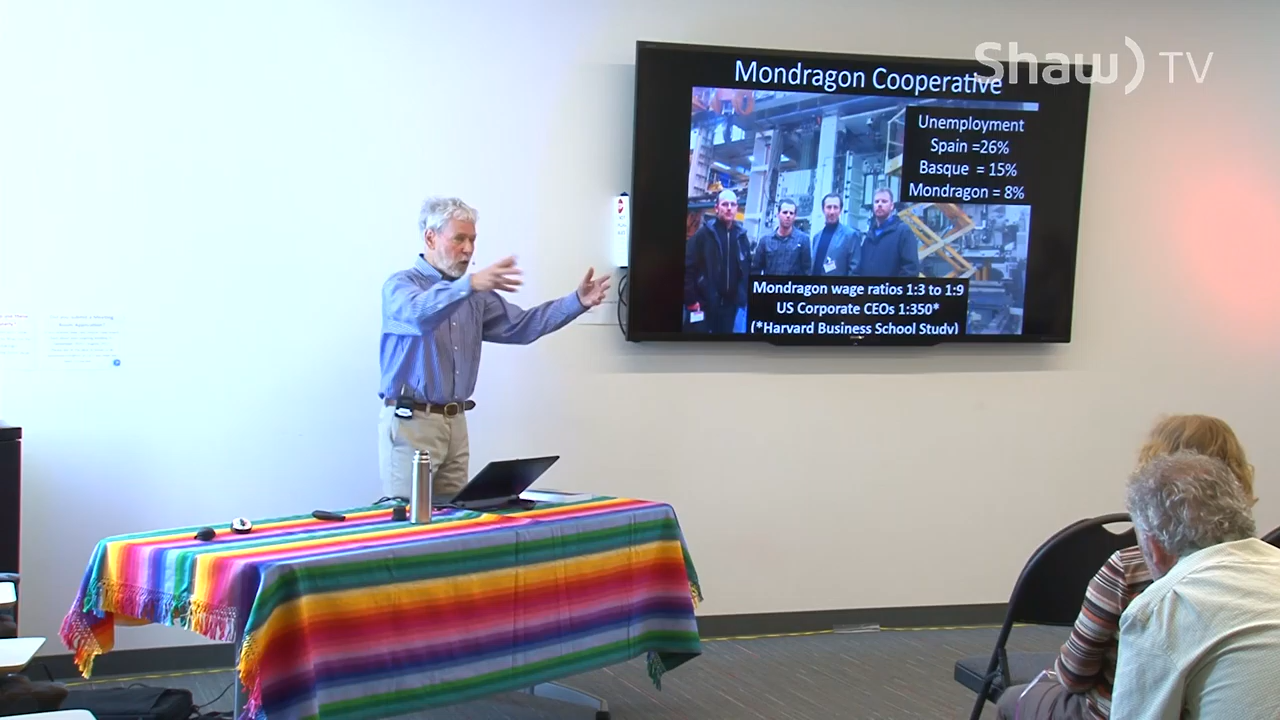 Shaw) TV
Mondragon Cooperative
Unemployment
Spain =26%
Basque = 15%
Mondragon = 8%
Mondragon wage ratios 1:3 to 1:9
US Corporate CEOs 1:350*
(*Harvard Business School Study)